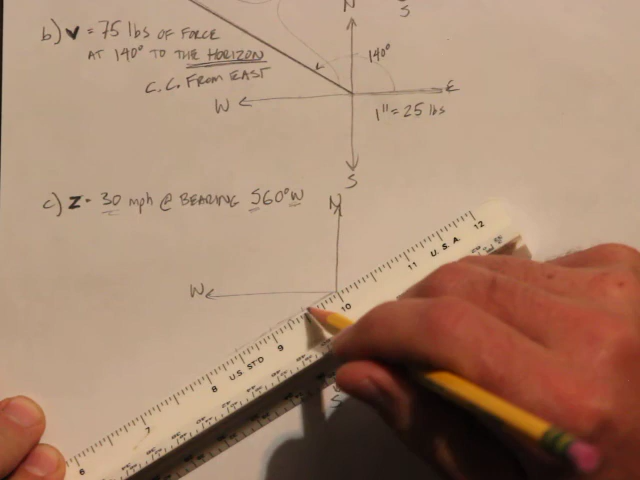 N
S
b) V = 75 lbs OF FORCE
AT 140° TO THE HORIZON
C.C. FROM EAST
140°
W
E
1" = 25 lbs
S
c) Z = 30 mph @ BEARING S60°W
N
W
12
U.S.A.
11
10
9
U.S. STD
8
7
6